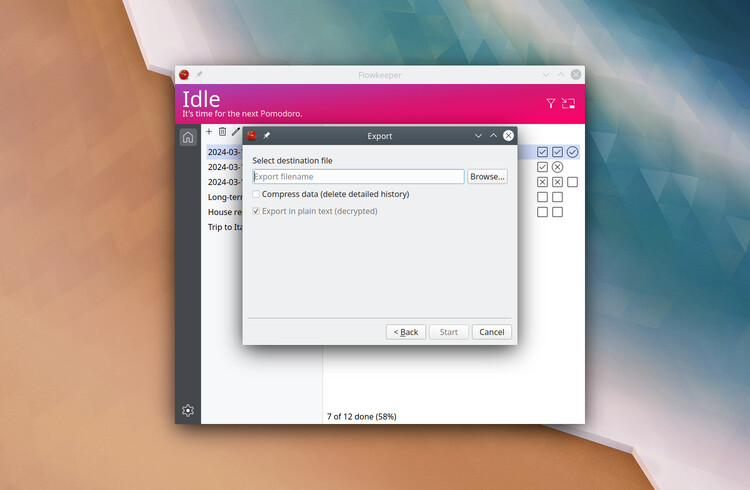 Flowkeeper
Idle
It's time for the next Pomodoro.
Export
Select destination file
Export filename
Browse...
Compress data (delete detailed history)
Export in plain text (decrypted)
< Back
Start
Cancel
2024-03-
2024-03-
2024-03-
Long-ter
House re
Trip to Ita
7 of 12 done (58%)